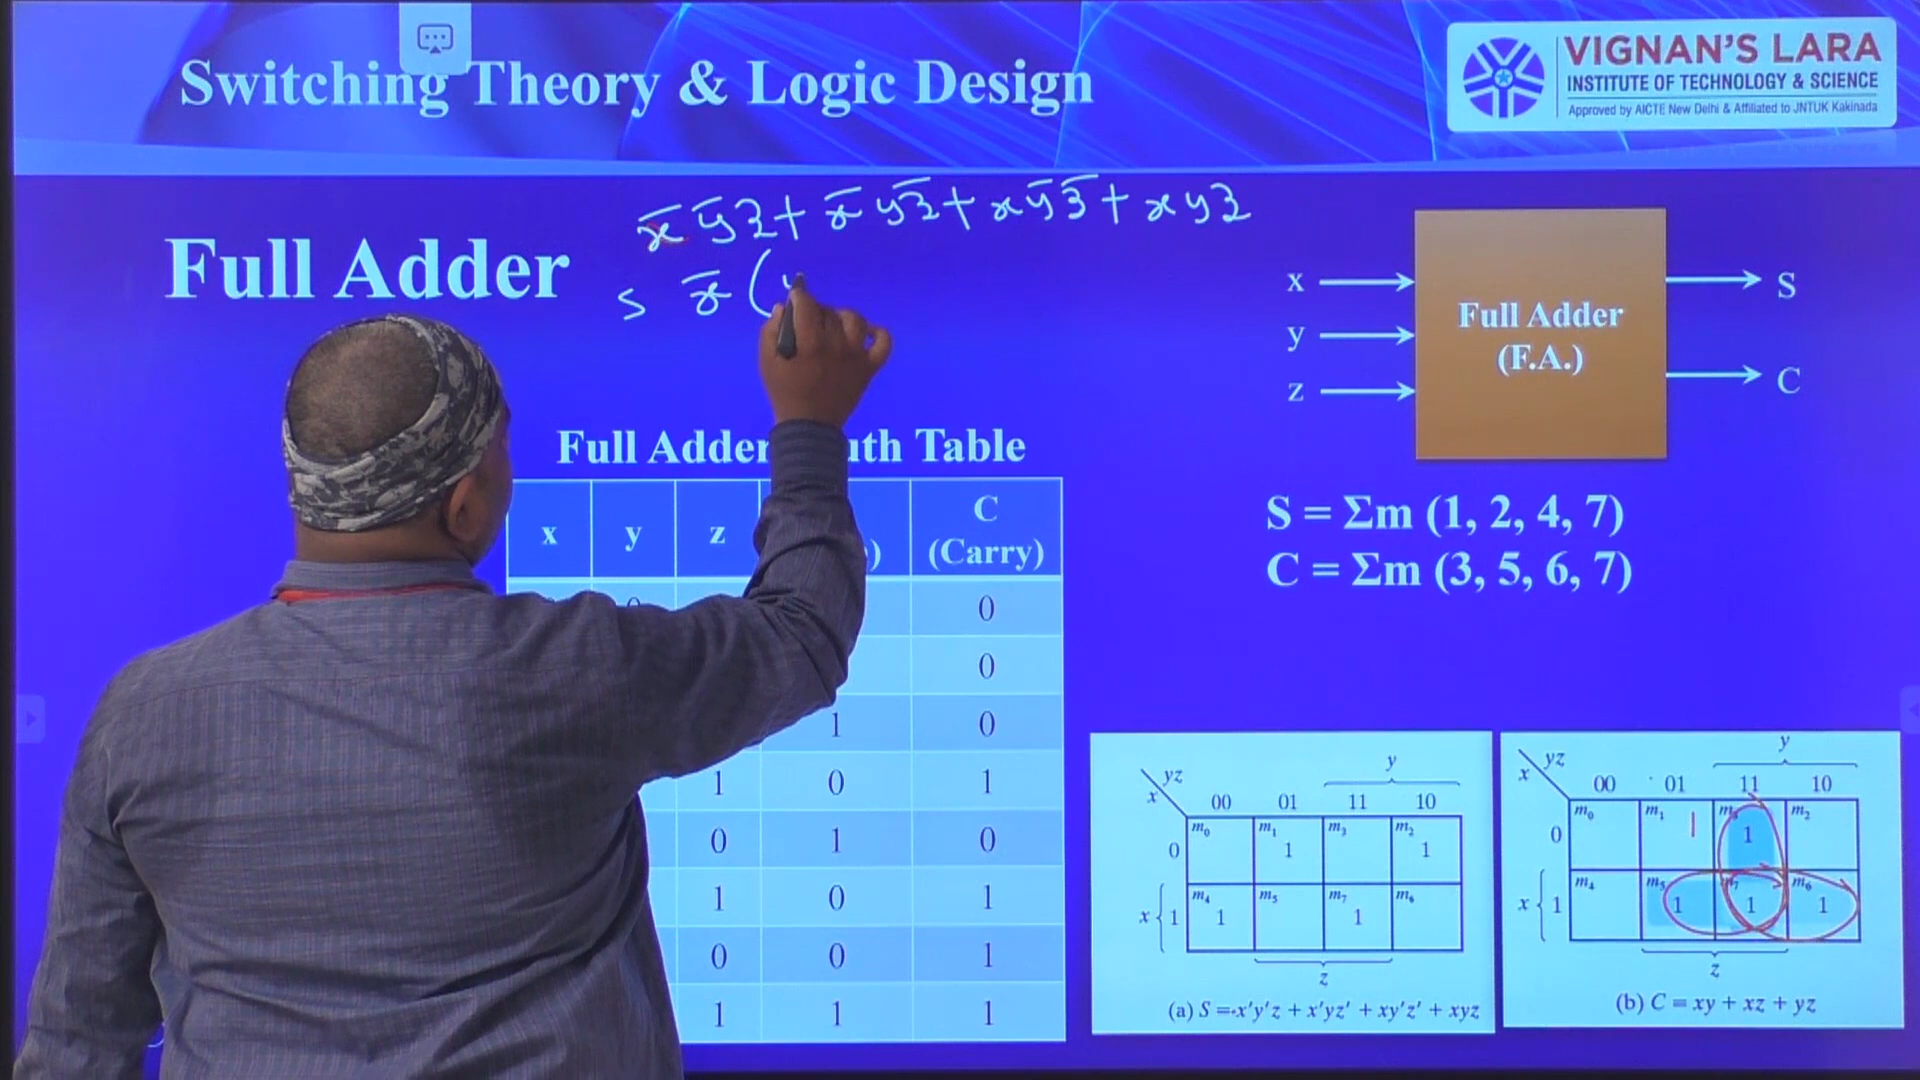 Switching Theory & Logic Design
VIGNAN'S LARA
INSTITUTE OF TECHNOLOGY & SCIENCE
Approved by AICTE New Delhi & Affiliated to JNTUK Kakinada
x̄ ȳ z + x̄ y z̄ + x ȳ z̄ + x y z
Full Adder
S x̄ (
x
y
z
Full Adder
(F.A.)
S
C
S = Σm (1, 2, 4, 7)
C = Σm (3, 5, 6, 7)
Full Adder uth Table
x y z ) C
(Carry)
0
0
1 0
1 0 1
0 1 0
1 0 1
0 0 1
1 1 1
y
yz
x
00 01 11 10
0 m₀ m₁ 1 m₃ m₂ 1
x 1 m₄ 1 m₅ m₇ 1 m₆
z
(a) S = x'y'z + x'yz' + xy'z' + xyz
y
yz
x
00 01 11 10
0 m₀ m₁ 1 m₃ 1 m₂
x 1 m₄ m₅ 1 m₇ 1 m₆ 1
z
(b) C = xy + xz + yz